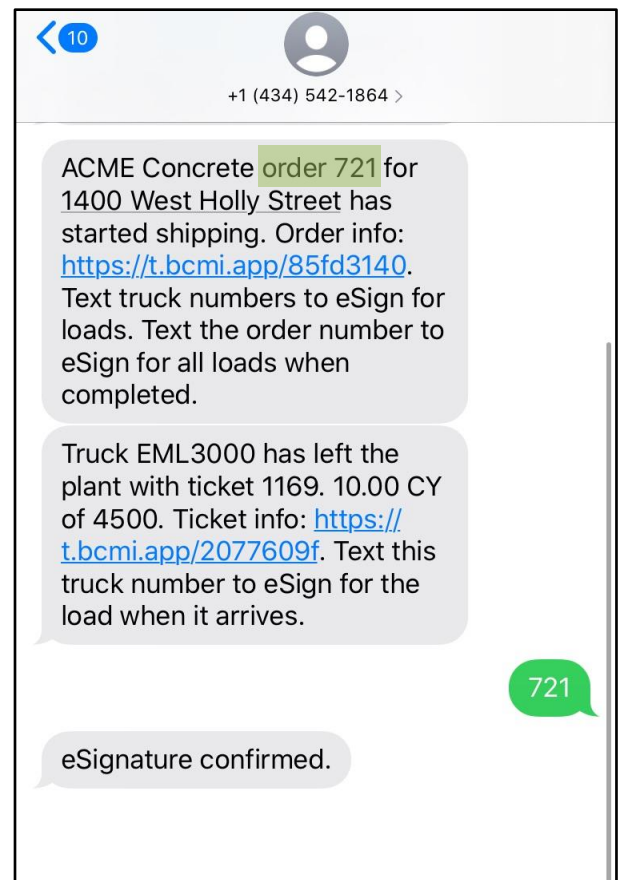 10
+1 (434) 542-1864 >
ACME Concrete order 721 for
1400 West Holly Street has
started shipping. Order info:
https://t.bcmi.app/85fd3140.
Text truck numbers to eSign for
loads. Text the order number to
eSign for all loads when
completed.
Truck EML3000 has left the
plant with ticket 1169. 10.00 CY
of 4500. Ticket info: https://
t.bcmi.app/2077609f. Text this
truck number to eSign for the
load when it arrives.
721
eSignature confirmed.